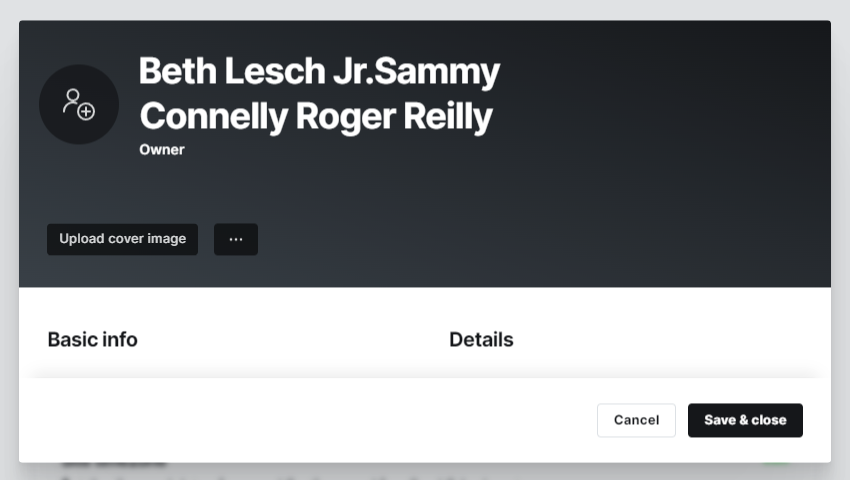 Beth Lesch Jr.Sammy
Connelly Roger Reilly
Owner
Upload cover image
···
Basic info
Details
Cancel
Save & close